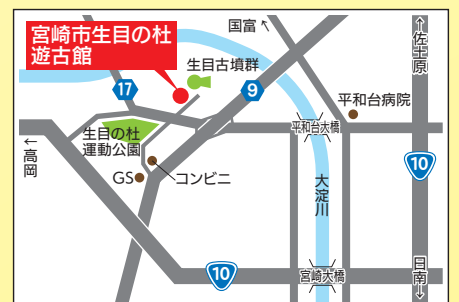 宮崎市生目の杜
遊古館
国富↖
↑佐土原
生目古墳群
17
9
平和台病院
生目の杜
運動公園
平和台大橋
←高岡
10
コンビニ
GS
大淀川
10
宮崎大橋
日南↓